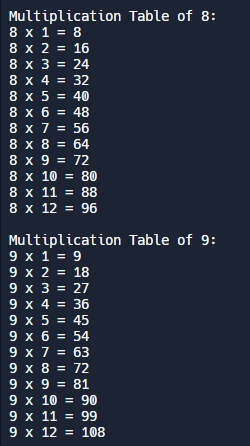 Multiplication Table of 8:
8 x 1 = 8
8 x 2 = 16
8 x 3 = 24
8 x 4 = 32
8 x 5 = 40
8 x 6 = 48
8 x 7 = 56
8 x 8 = 64
8 x 9 = 72
8 x 10 = 80
8 x 11 = 88
8 x 12 = 96

Multiplication Table of 9:
9 x 1 = 9
9 x 2 = 18
9 x 3 = 27
9 x 4 = 36
9 x 5 = 45
9 x 6 = 54
9 x 7 = 63
9 x 8 = 72
9 x 9 = 81
9 x 10 = 90
9 x 11 = 99
9 x 12 = 108